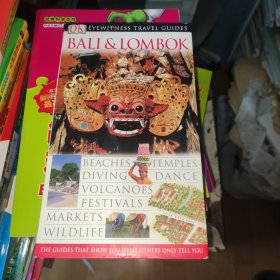 DK EYEWITNESS TRAVEL GUIDES
BALI & LOMBOK
BEACHES TEMPLES
DIVING DANCE
VOLCANOES
FESTIVALS
MARKETS
WILDLIFE
THE GUIDES THAT SHOW YOU WHAT OTHERS ONLY TELL YOU